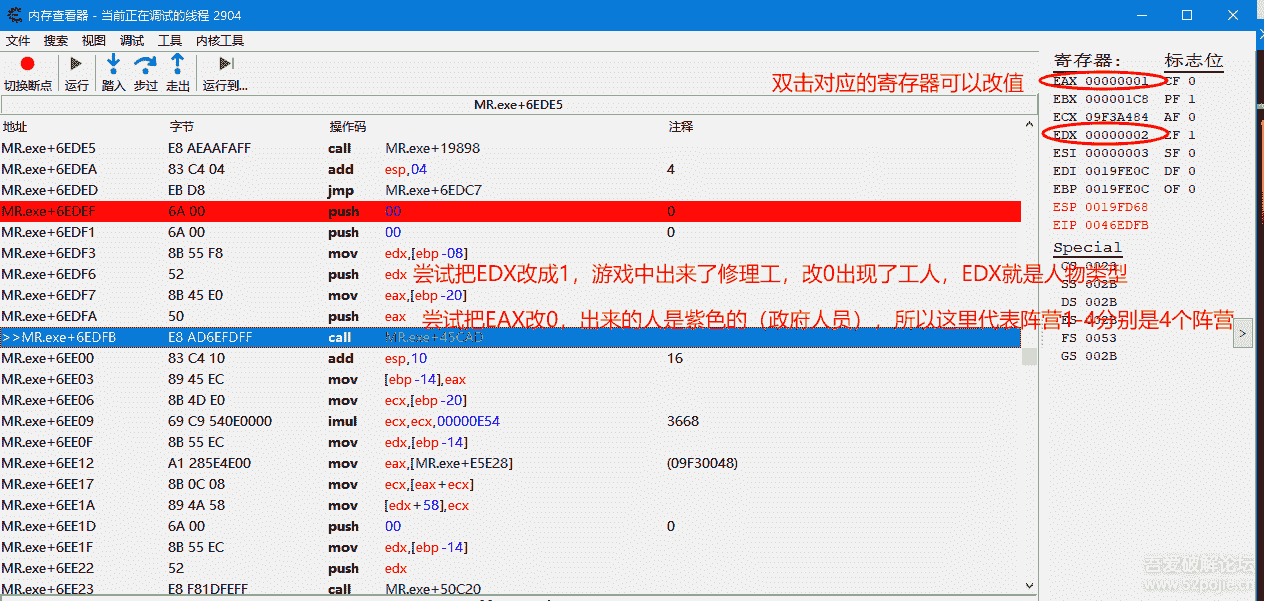 内存查看器 - 当前正在调试的线程 2904
文件 搜索 视图 调试 工具 内核工具
切换断点 运行 踏入 步过 走出 运行到...
双击对应的寄存器可以改值
MR.exe+6EDE5
地址 字节 操作码 注释
MR.exe+6EDE5 E8 AEAAFAFF call MR.exe+19898
MR.exe+6EDEA 83 C4 04 add esp,04 4
MR.exe+6EDED EB D8 jmp MR.exe+6EDC7
MR.exe+6EDEF 6A 00 push 00 0
MR.exe+6EDF1 6A 00 push 00 0
MR.exe+6EDF3 8B 55 F8 mov edx,[ebp-08]
MR.exe+6EDF6 52 push edx
尝试把EDX改成1，游戏中出来了修理工，改0出现了工人，EDX就是人物类型
MR.exe+6EDF7 8B 45 E0 mov eax,[ebp-20]
MR.exe+6EDFA 50 push eax
尝试把EAX改0，出来的人是紫色的（政府人员），所以这里代表阵营1-4分别是4个阵营
>>MR.exe+6EDFB E8 AD6EFDFF call MR.exe+45CAD
MR.exe+6EE00 83 C4 10 add esp,10 16
MR.exe+6EE03 89 45 EC mov [ebp-14],eax
MR.exe+6EE06 8B 4D E0 mov ecx,[ebp-20]
MR.exe+6EE09 69 C9 540E0000 imul ecx,ecx,00000E54 3668
MR.exe+6EE0F 8B 55 EC mov edx,[ebp-14]
MR.exe+6EE12 A1 285E4E00 mov eax,[MR.exe+E5E28] (09F30048)
MR.exe+6EE17 8B 0C 08 mov ecx,[eax+ecx]
MR.exe+6EE1A 89 4A 58 mov [edx+58],ecx
MR.exe+6EE1D 6A 00 push 00 0
MR.exe+6EE1F 8B 55 EC mov edx,[ebp-14]
MR.exe+6EE22 52 push edx
MR.exe+6EE23 E8 F81DFEFF call MR.exe+50C20
寄存器: 标志位
EAX 00000001 CF 0
EBX 000001C8 PF 1
ECX 09F3A484 AF 0
EDX 00000002 ZF 1
ESI 00000003 SF 0
EDI 0019FE0C DF 0
EBP 0019FE0C OF 0
ESP 0019FD68
EIP 0046EDFB
Special
CS 0023
SS 002B
DS 002B
ES 002B
FS 0053
GS 002B
吾爱破解论坛
www.52pojie.cn